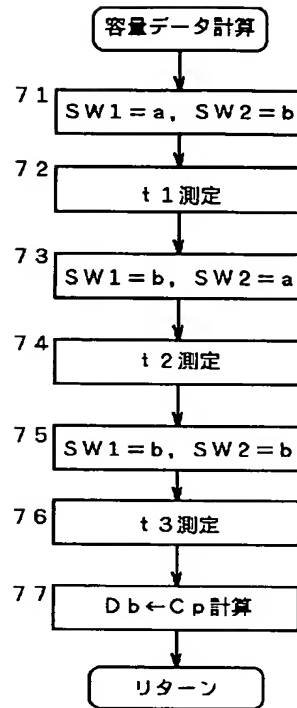 容量データ計算
71
SW1=a, SW2=b
72
t1測定
73
SW1=b, SW2=a
74
t2測定
75
SW1=b, SW2=b
76
t3測定
77
Db←Cp計算
リターン